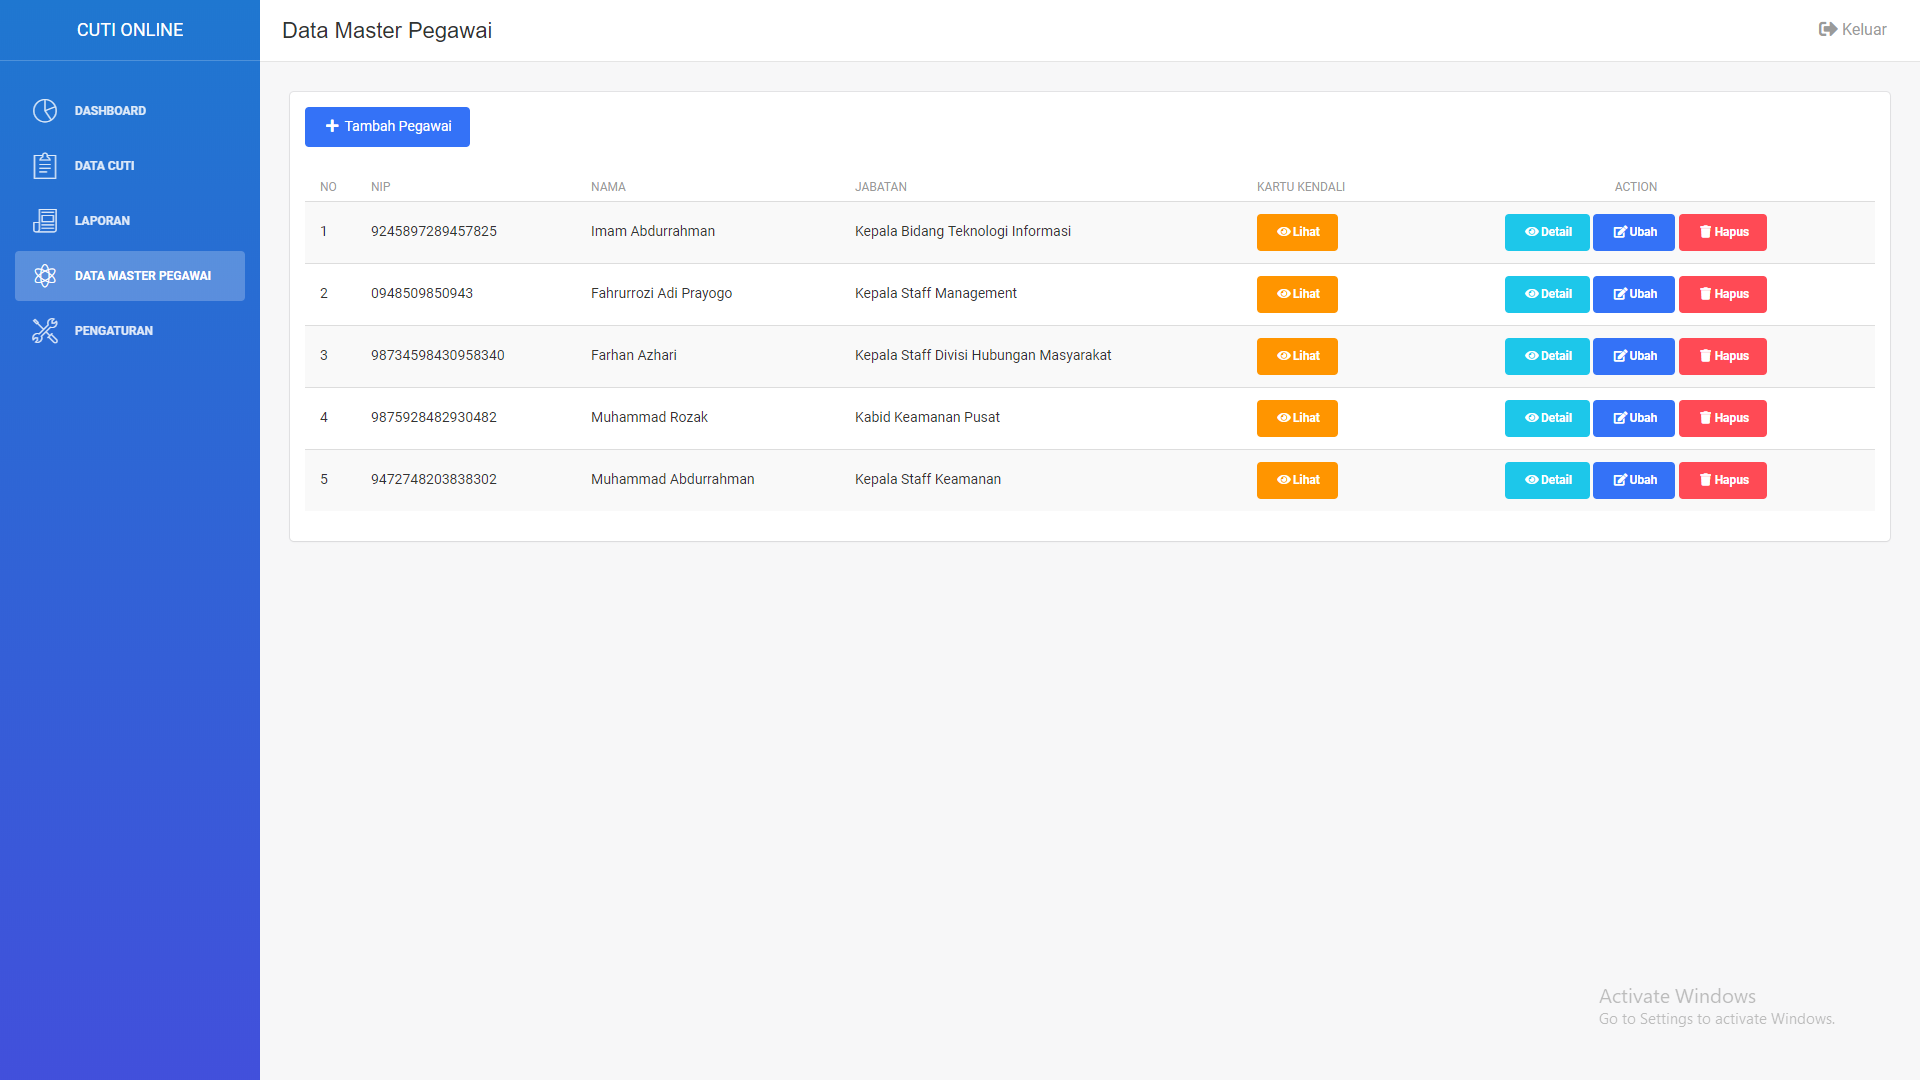 CUTI ONLINE
Data Master Pegawai
Keluar
DASHBOARD
DATA CUTI
LAPORAN
DATA MASTER PEGAWAI
PENGATURAN
Tambah Pegawai
NO NIP NAMA JABATAN KARTU KENDALI ACTION
1 9245897289457825 Imam Abdurrahman Kepala Bidang Teknologi Informasi Lihat Detail Ubah Hapus
2 0948509850943 Fahrurrozi Adi Prayogo Kepala Staff Management Lihat Detail Ubah Hapus
3 98734598430958340 Farhan Azhari Kepala Staff Divisi Hubungan Masyarakat Lihat Detail Ubah Hapus
4 9875928482930482 Muhammad Rozak Kabid Keamanan Pusat Lihat Detail Ubah Hapus
5 9472748203838302 Muhammad Abdurrahman Kepala Staff Keamanan Lihat Detail Ubah Hapus
Activate Windows
Go to Settings to activate Windows.